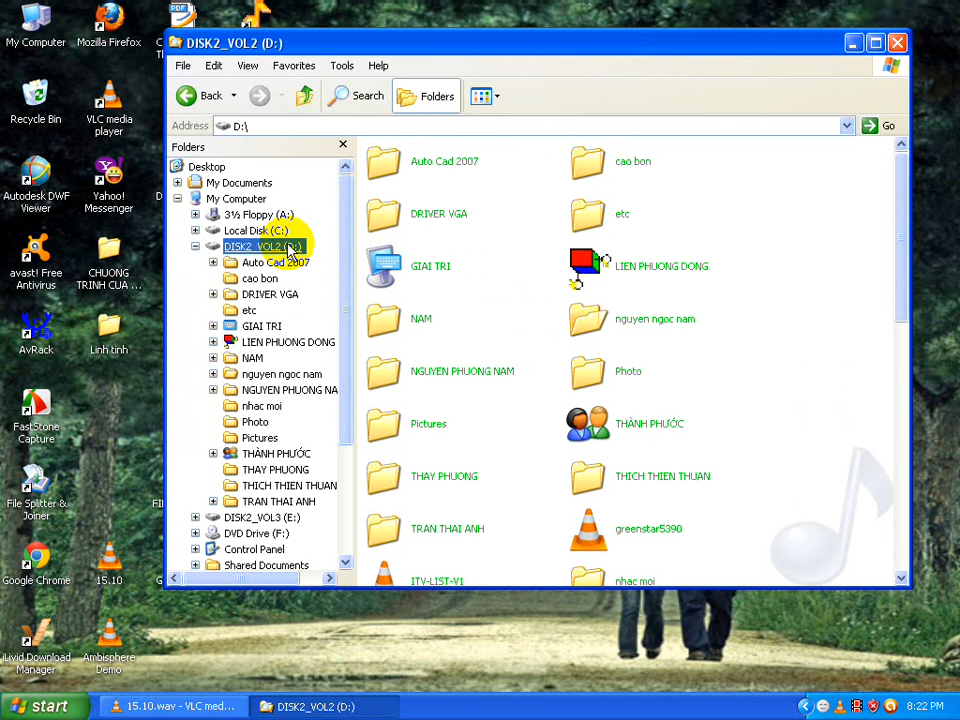 My Computer
Mozilla Firefox
PDF
Recycle Bin
VLC media
player
Autodesk DWF
Viewer
Yahoo!
Messenger
avast! Free
Antivirus
CHUONG
TRINH CUA ...
AvRack
Linh tinh
FastStone
Capture
File Splitter &
Joiner
Google Chrome
15.10
iLivid Download
Manager
Ambisphere
Demo
DISK2_VOL2 (D:)
File Edit View Favorites Tools Help
Back Search Folders
Address D:\ Go
Folders
Desktop
My Documents
My Computer
3½ Floppy (A:)
Local Disk (C:)
DISK2_VOL2 (D:)
Auto Cad 2007
cao bon
DRIVER VGA
etc
GIAI TRI
LIEN PHUONG DONG
NAM
nguyen ngoc nam
NGUYEN PHUONG NA
nhac moi
Photo
Pictures
THÀNH PHƯỚC
THAY PHUONG
THICH THIEN THUAN
TRAN THAI ANH
DISK2_VOL3 (E:)
DVD Drive (F:)
Control Panel
Shared Documents
Auto Cad 2007
cao bon
DRIVER VGA
etc
GIAI TRI
LIEN PHUONG DONG
NAM
nguyen ngoc nam
NGUYEN PHUONG NAM
Photo
Pictures
THÀNH PHƯỚC
THAY PHUONG
THICH THIEN THUAN
TRAN THAI ANH
greenstar5390
ITV-LIST-V1
nhac moi
start
15.10.wav - VLC med...
DISK2_VOL2 (D:)
8:22 PM